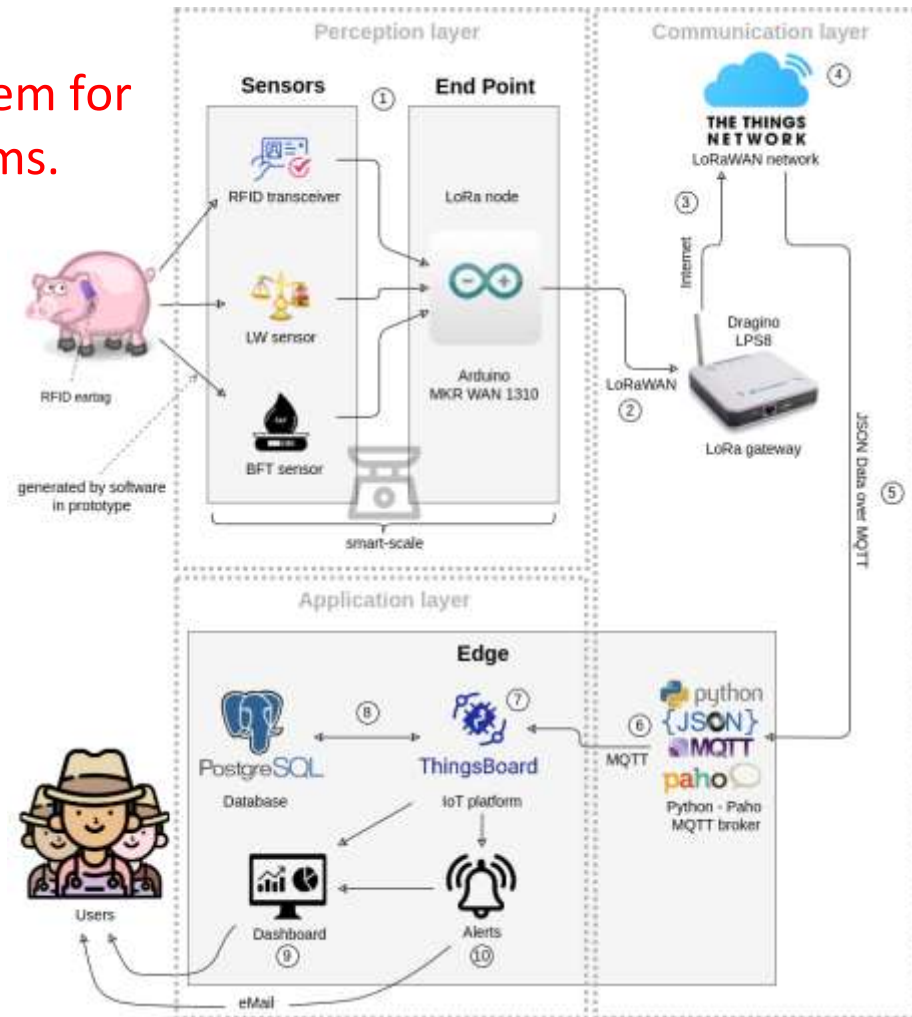 em for
ms.
Perception layer
Communication layer
Sensors
①
End Point
④
THE THINGS
NETWORK
LoRaWAN network
RFID transceiver
LoRa node
③
Internet
LW sensor
Dragino
LPS8
RFID eartag
Arduino
MKR WAN 1310
LoRaWAN
②
LoRa gateway
BFT sensor
JSON Data over MQTT
⑤
generated by software
in prototype
smart-scale
Application layer
Edge
PostgreSQL
Database
⑧
⑦
ThingsBoard
IoT platform
⑥
MQTT
python
{JSON}
MQTT
paho
Python - Paho
MQTT broker
Users
Dashboard
⑨
Alerts
⑩
eMail